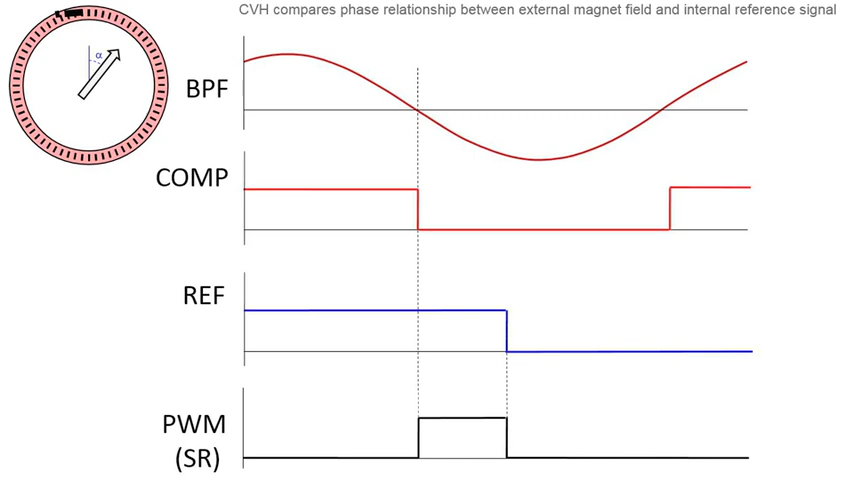 CVH compares phase relationship between external magnet field and internal reference signal
α
BPF
COMP
REF
PWM
(SR)